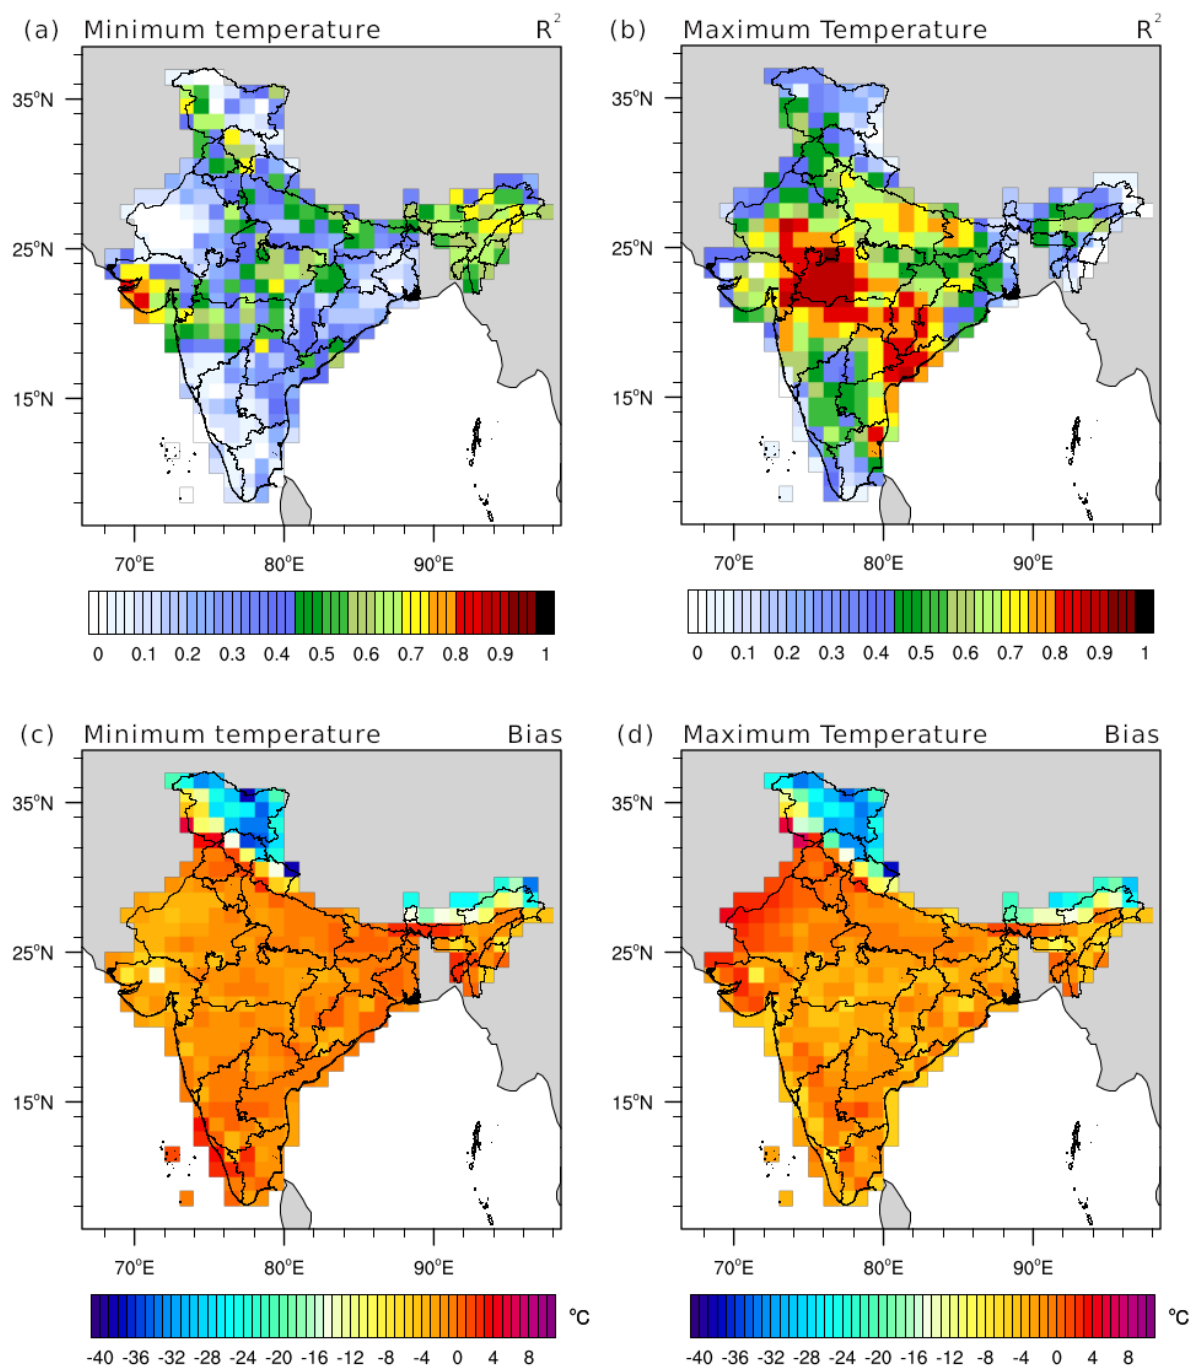 (a) Minimum temperature R²
(b) Maximum Temperature R²
35°N
25°N
15°N
70°E 80°E 90°E
35°N
25°N
15°N
70°E 80°E 90°E
0 0.1 0.2 0.3 0.4 0.5 0.6 0.7 0.8 0.9 1
0 0.1 0.2 0.3 0.4 0.5 0.6 0.7 0.8 0.9 1
(c) Minimum temperature Bias
(d) Maximum Temperature Bias
35°N
25°N
15°N
70°E 80°E 90°E
35°N
25°N
15°N
70°E 80°E 90°E
-40 -36 -32 -28 -24 -20 -16 -12 -8 -4 0 4 8 °C
-40 -36 -32 -28 -24 -20 -16 -12 -8 -4 0 4 8 °C